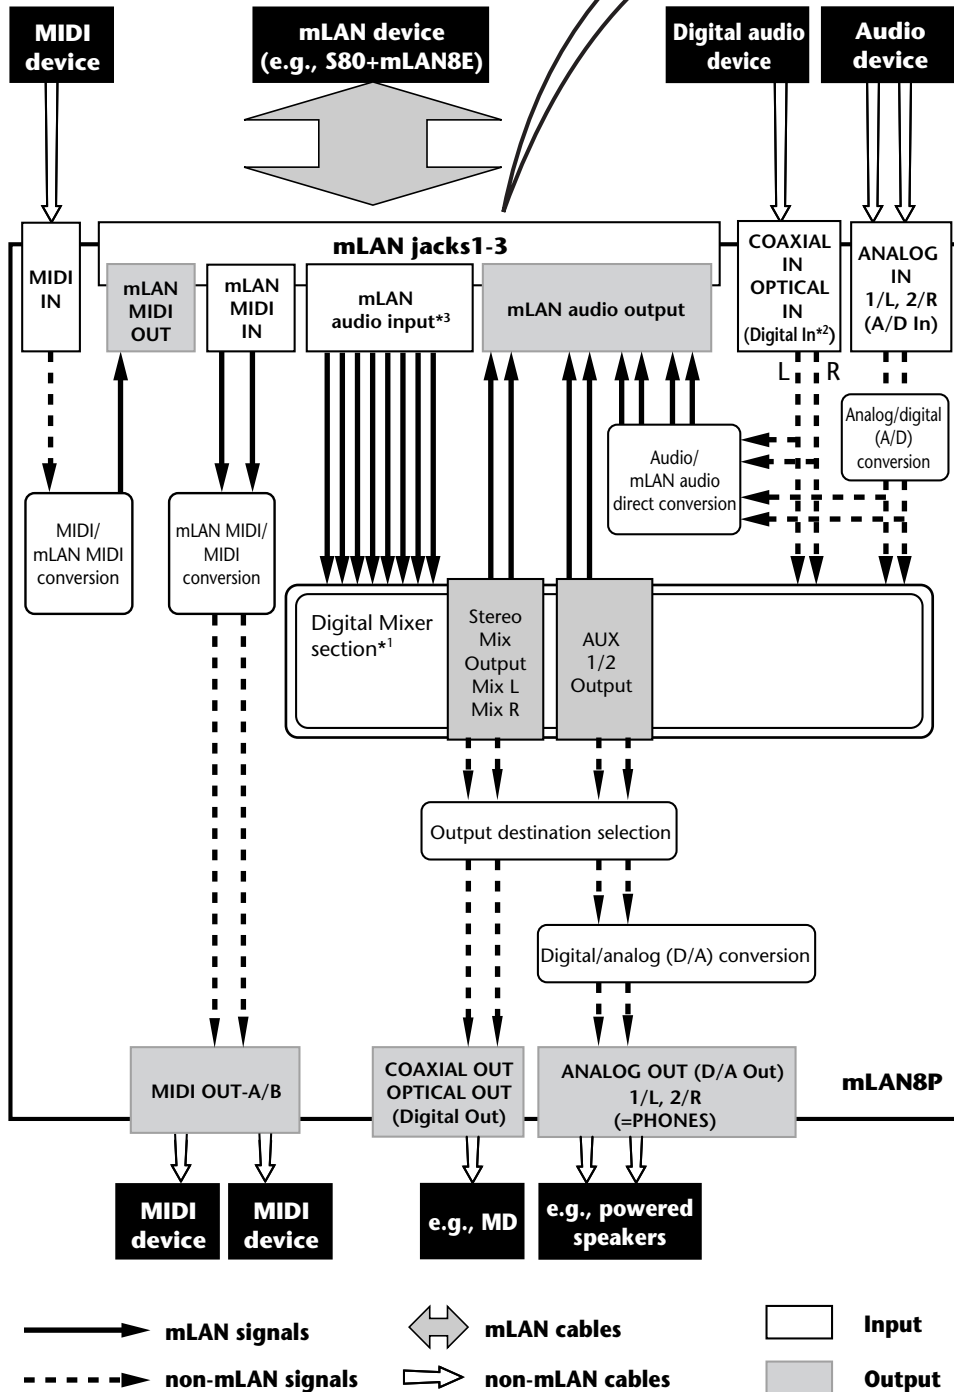 MIDI
device
mLAN device
(e.g., S80+mLAN8E)
Digital audio
device
Audio
device
mLAN jacks1-3
MIDI
IN
mLAN
MIDI
OUT
mLAN
MIDI
IN
mLAN
audio input*3
mLAN audio output
COAXIAL
IN
OPTICAL
IN
(Digital In*2)
ANALOG
IN
1/L, 2/R
(A/D In)
L R
Analog/digital
(A/D)
conversion
Audio/
mLAN audio
direct conversion
MIDI/
mLAN MIDI
conversion
mLAN MIDI/
MIDI
conversion
Digital Mixer
section*1
Stereo
Mix
Output
Mix L
Mix R
AUX
1/2
Output
Output destination selection
Digital/analog (D/A) conversion
MIDI OUT-A/B
COAXIAL OUT
OPTICAL OUT
(Digital Out)
ANALOG OUT (D/A Out)
1/L, 2/R
(=PHONES)
mLAN8P
MIDI
device
MIDI
device
e.g., MD
e.g., powered
speakers
mLAN signals
mLAN cables
Input
non-mLAN signals
non-mLAN cables
Output